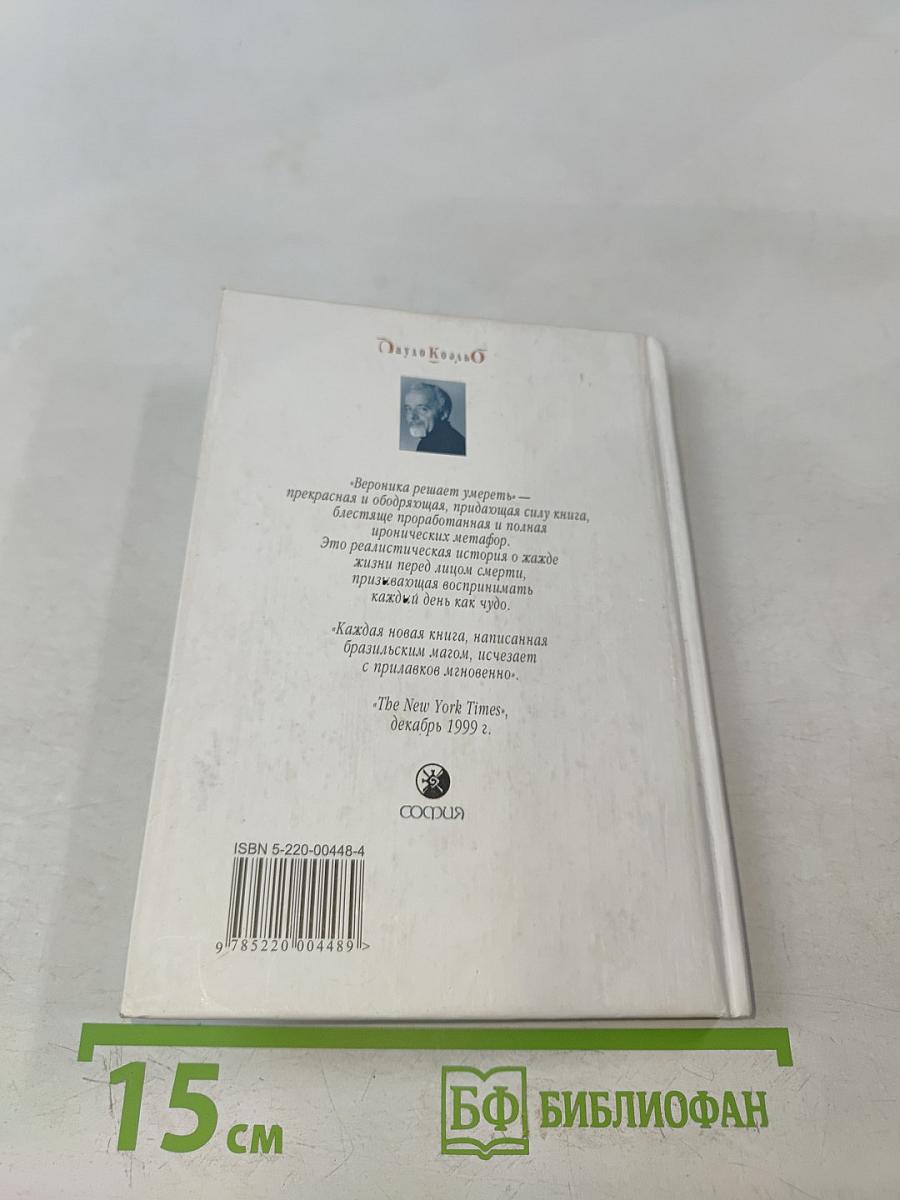 Пауло Коэльо
«Вероника решает умереть» —
прекрасная и ободряющая, придающая силу книга,
блестяще проработанная и полная
иронических метафор.
Это реалистическая история о жажде
жизни перед лицом смерти,
призывающая воспринимать
каждый день как чудо.
«Каждая новая книга, написанная
бразильским магом, исчезает
с прилавков мгновенно».
«The New York Times»,
декабрь 1999 г.
СОФИЯ
ISBN 5-220-00448-4
9 785220 004489 >
15 см
БФ БИБЛИОФАН